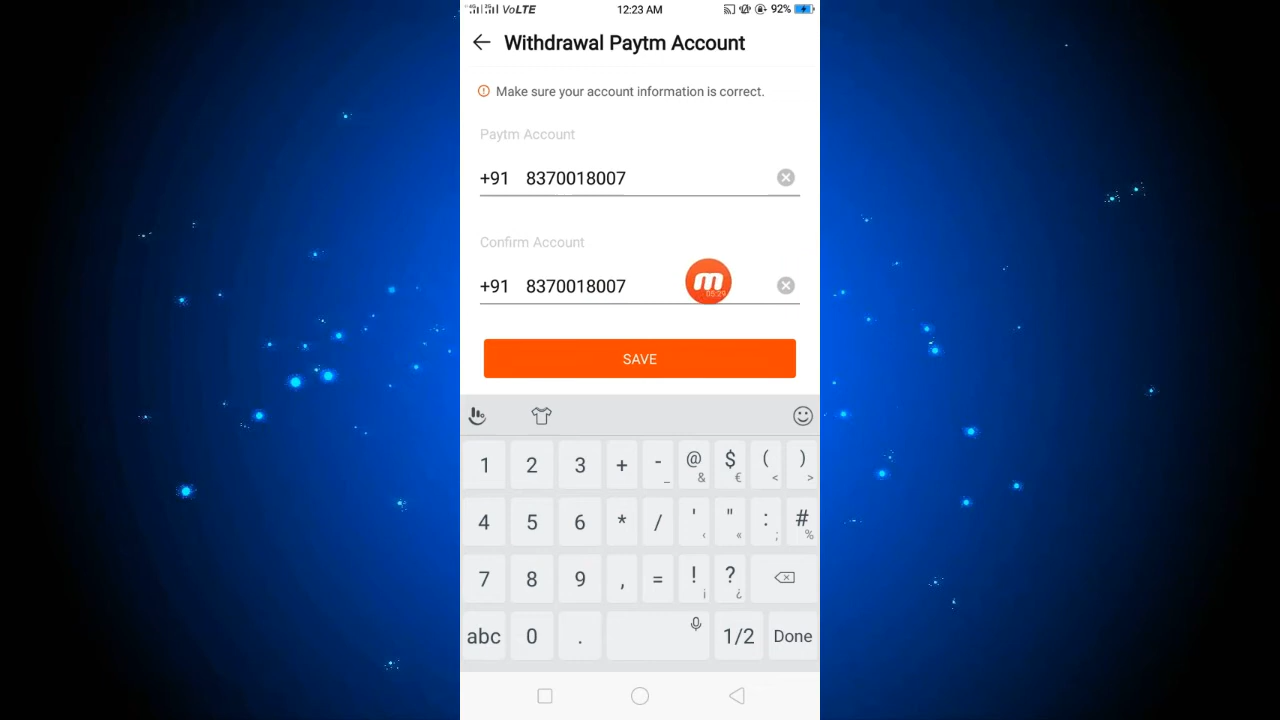 VoLTE 12:23 AM 92%
Withdrawal Paytm Account
Make sure your account information is correct.
Paytm Account
+91 8370018007
Confirm Account
+91 8370018007
m
05:29
SAVE
1 2 3 + - _ @ & $ € ( < ) >
4 5 6 * / ' ‹ " « : ; # %
7 8 9 , = ! ¡ ? ¿
abc 0 . 1/2 Done